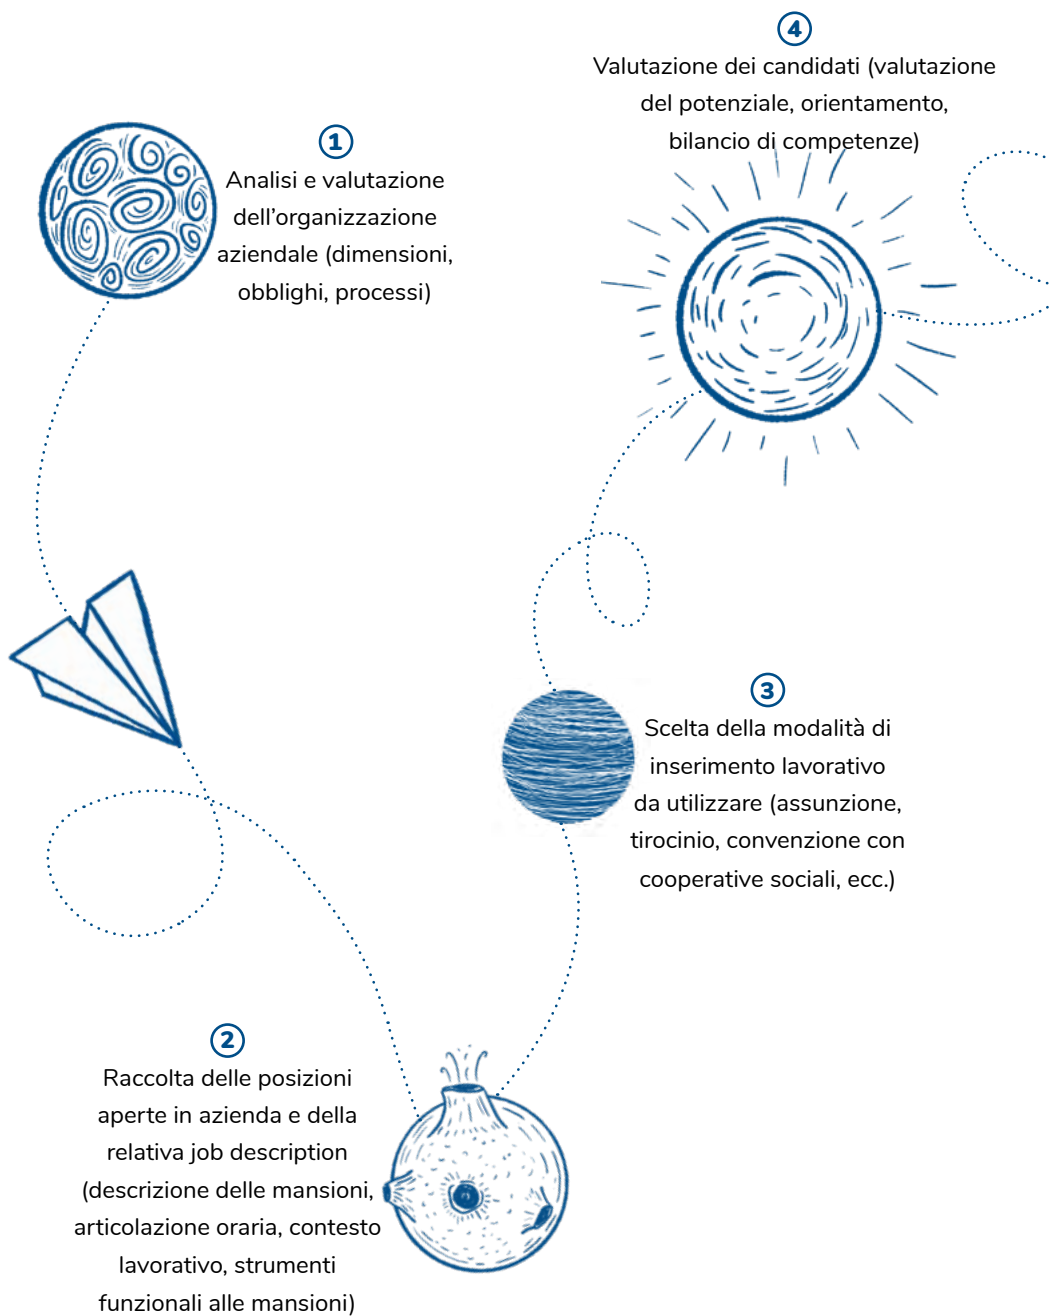 1
Analisi e valutazione
dell’organizzazione
aziendale (dimensioni,
obblighi, processi)
2
Raccolta delle posizioni
aperte in azienda e della
relativa job description
(descrizione delle mansioni,
articolazione oraria, contesto
lavorativo, strumenti
funzionali alle mansioni)
3
Scelta della modalità di
inserimento lavorativo
da utilizzare (assunzione,
tirocinio, convenzione con
cooperative sociali, ecc.)
4
Valutazione dei candidati (valutazione
del potenziale, orientamento,
bilancio di competenze)